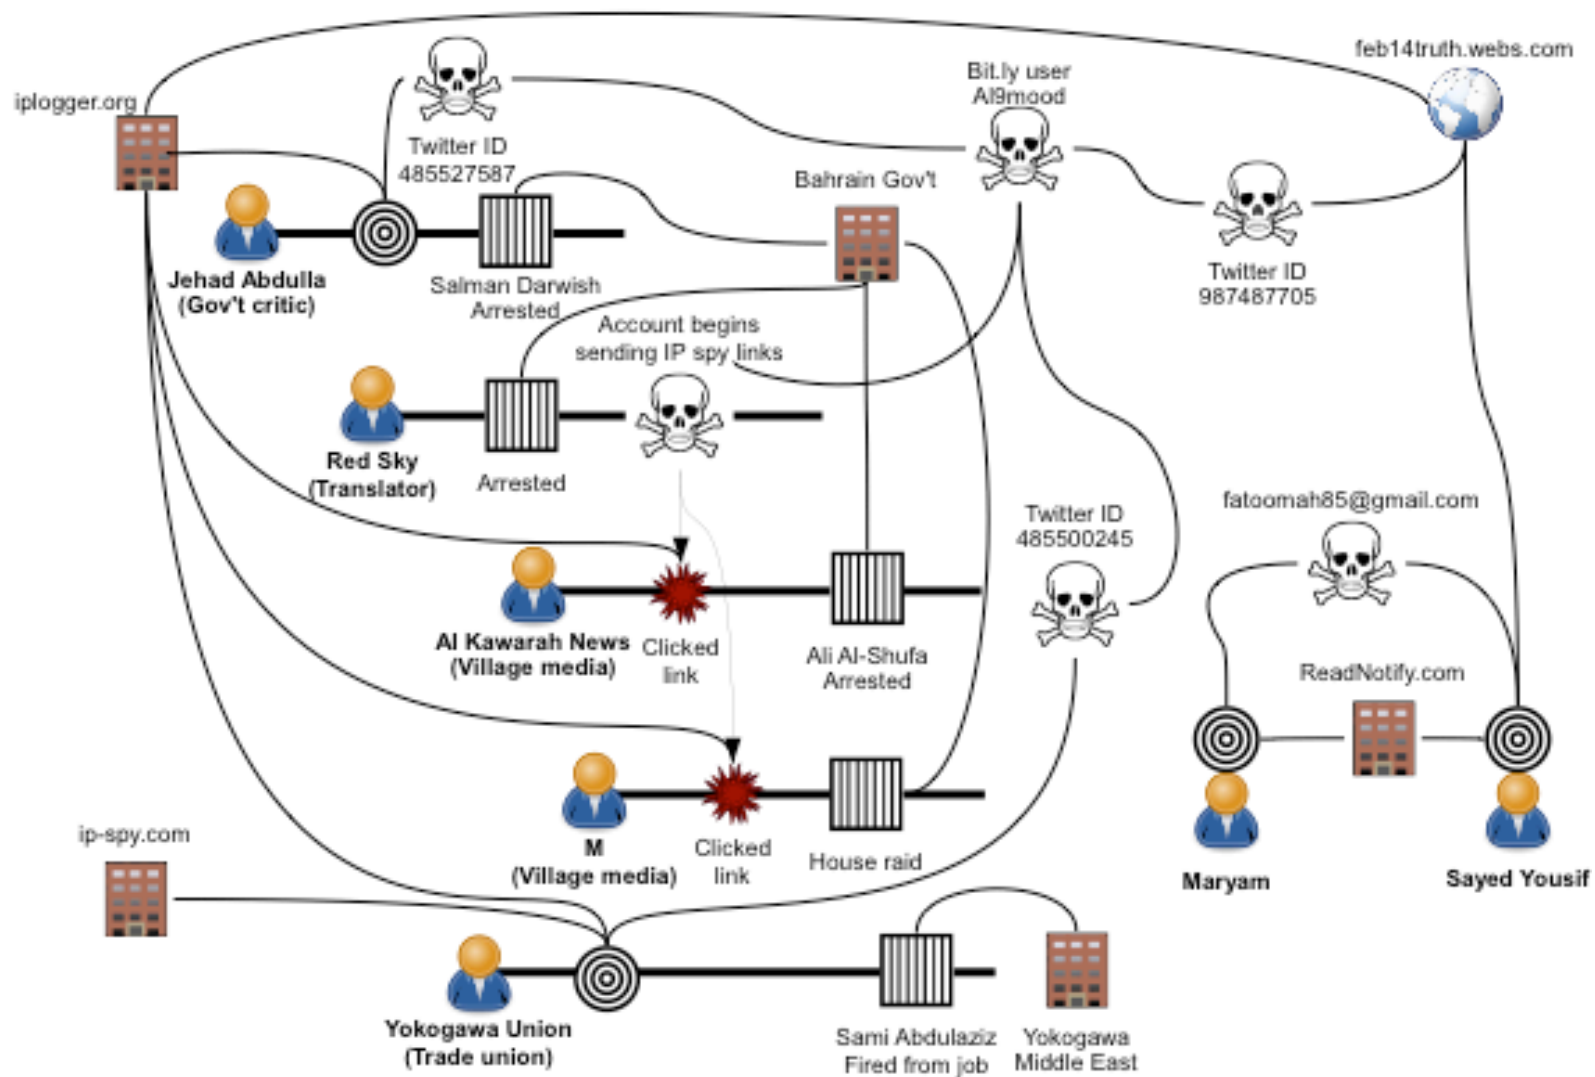 feb14truth.webs.com
Bit.ly user
Al9mood
iplogger.org
Twitter ID
485527587
Bahrain Gov't
Twitter ID
987487705
Jehad Abdulla
(Gov't critic)
Salman Darwish
Arrested
Account begins
sending IP spy links
Red Sky
(Translator)
Arrested
Twitter ID
485500245
fatoomah85@gmail.com
Al Kawarah News
(Village media)
Clicked
link
Ali Al-Shufa
Arrested
ReadNotify.com
M
(Village media)
Clicked
link
House raid
Maryam
Sayed Yousif
ip-spy.com
Yokogawa Union
(Trade union)
Sami Abdulaziz
Fired from job
Yokogawa
Middle East